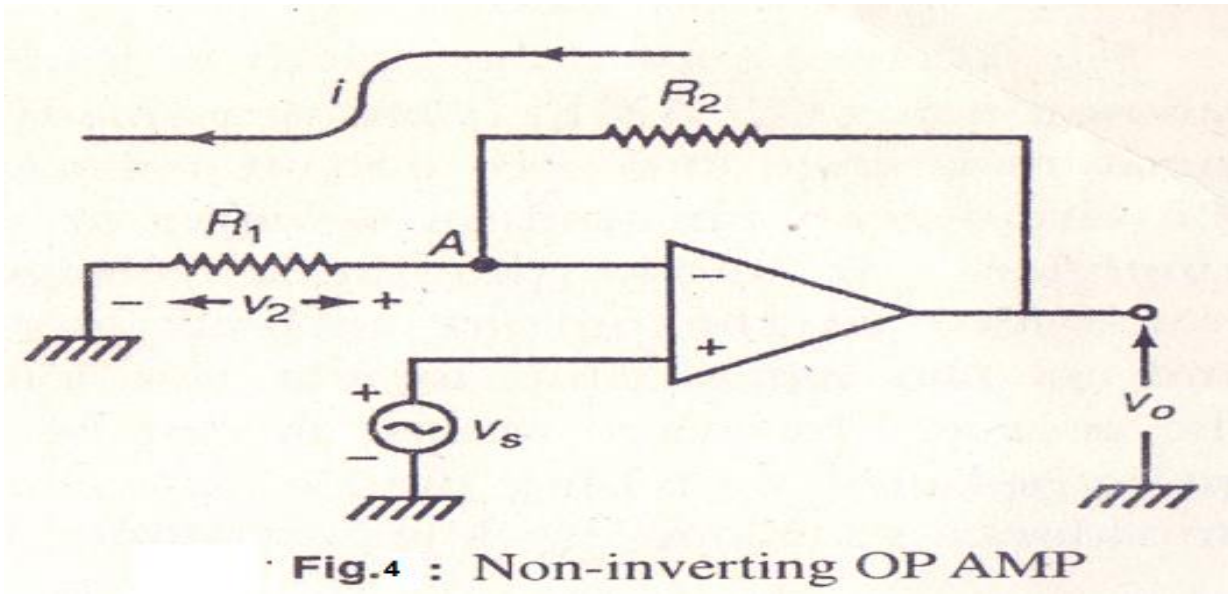 i
R₂
R₁
A
− v₂ +
−
+
+
−
vₛ
vₒ
Fig.4 : Non-inverting OP AMP